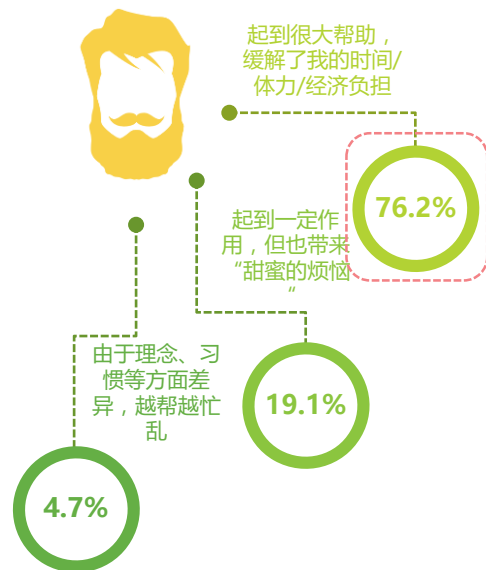 起到很大帮助，
缓解了我的时间/
体力/经济负担
76.2%
起到一定作
用，但也带来
“甜蜜的烦恼
“
19.1%
由于理念、习
惯等方面差
异，越帮越忙
乱
4.7%